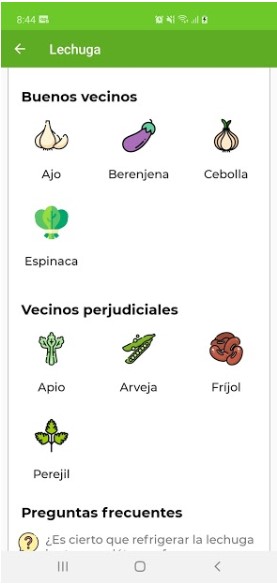 8:44
Lechuga
Buenos vecinos
Ajo
Berenjena
Cebolla
Espinaca
Vecinos perjudiciales
Apio
Arveja
Fríjol
Perejil
Preguntas frecuentes
¿Es cierto que refrigerar la lechuga